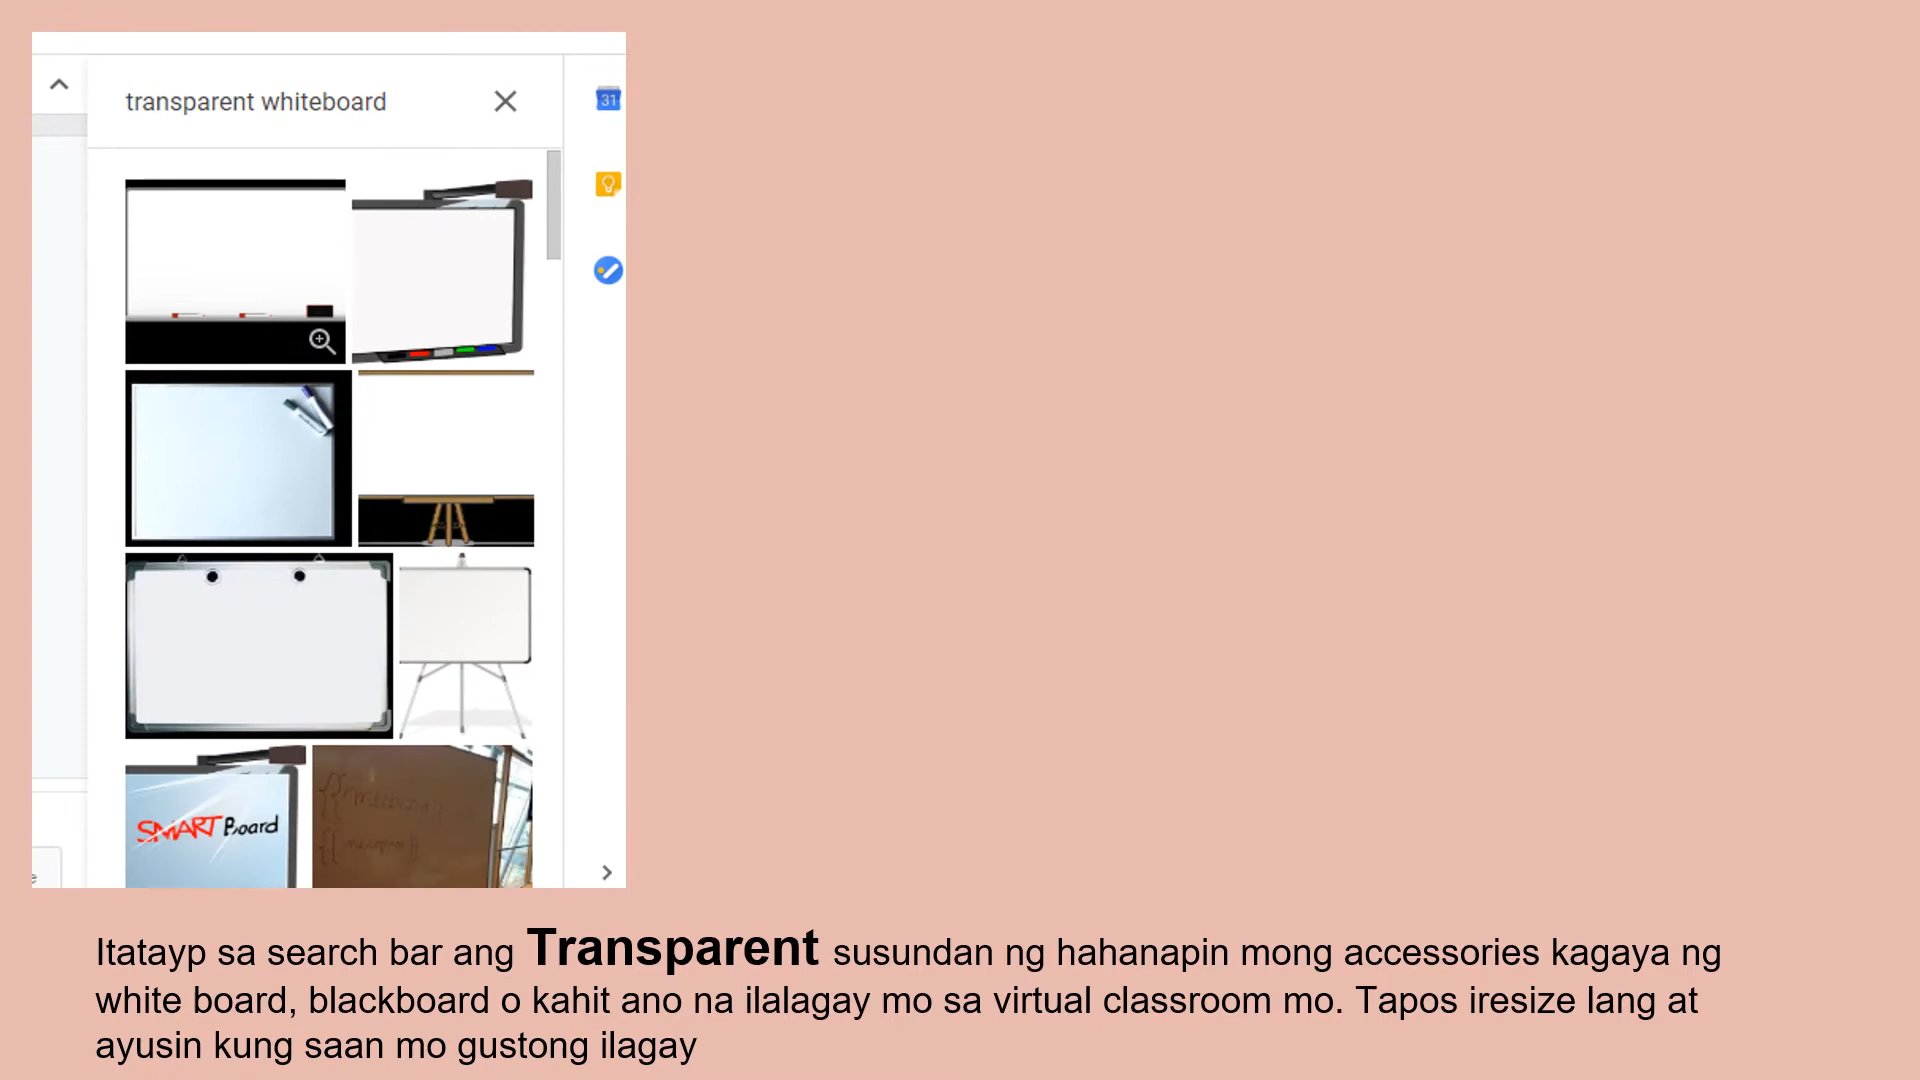 transparent whiteboard
31
SMART Board
Itatayp sa search bar ang Transparent susundan ng hahanapin mong accessories kagaya ng
white board, blackboard o kahit ano na ilalagay mo sa virtual classroom mo. Tapos iresize lang at
ayusin kung saan mo gustong ilagay